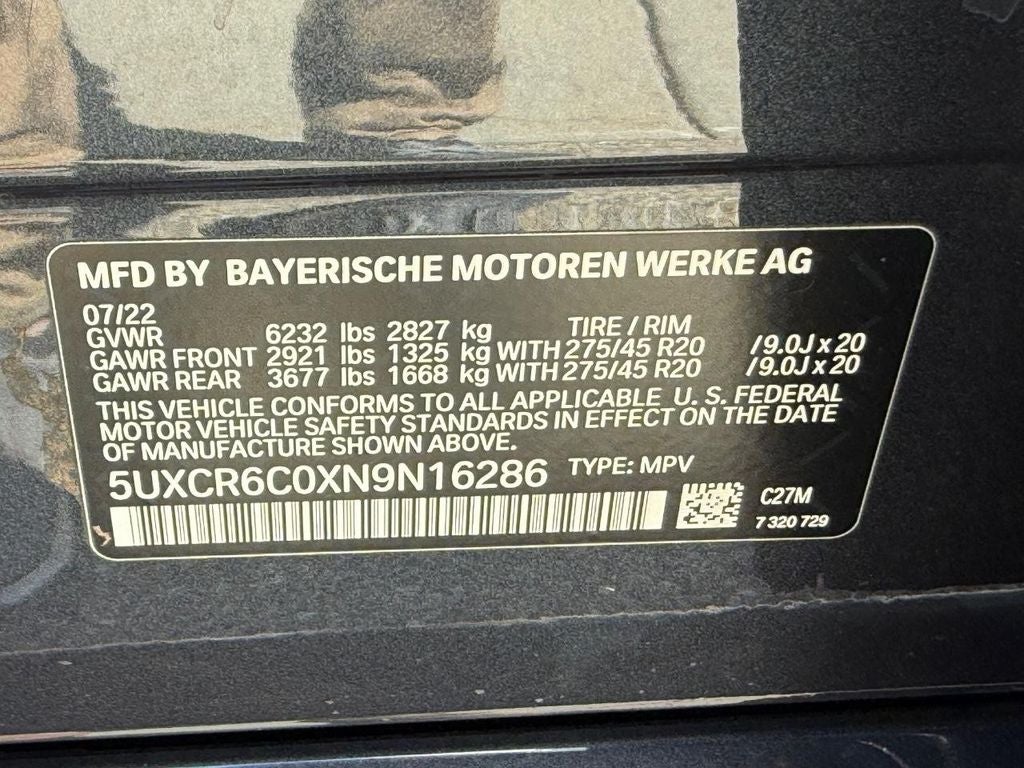 MFD BY BAYERISCHE MOTOREN WERKE AG
07/22
TIRE / RIM
GVWR 6232 lbs 2827 kg
GAWR FRONT 2921 lbs 1325 kg WITH 275/45 R20 /9.0J x 20
GAWR REAR 3677 lbs 1668 kg WITH 275/45 R20 /9.0J x 20
THIS VEHICLE CONFORMS TO ALL APPLICABLE U. S. FEDERAL
MOTOR VEHICLE SAFETY STANDARDS IN EFFECT ON THE DATE
OF MANUFACTURE SHOWN ABOVE.
5UXCR6C0XN9N16286 TYPE: MPV
C27M
7 320 729